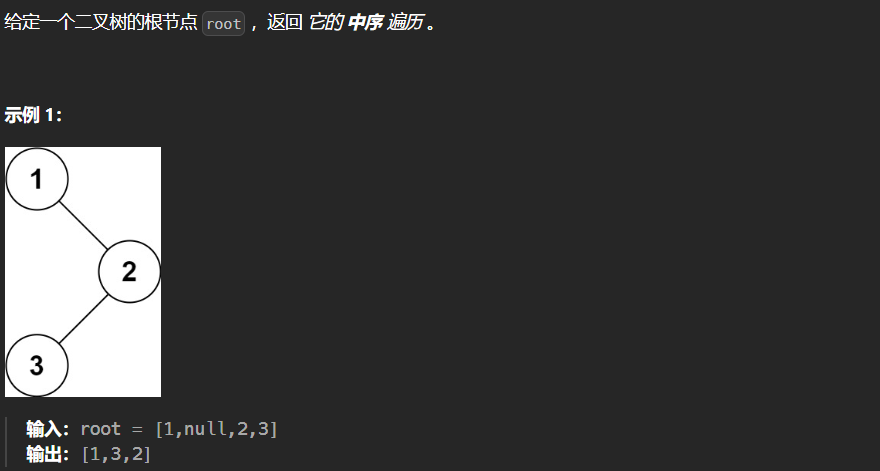 给定一个二叉树的根节点 root ，返回 它的 中序 遍历 。
示例 1：
1
2
3
输入：root = [1,null,2,3]
输出：[1,3,2]